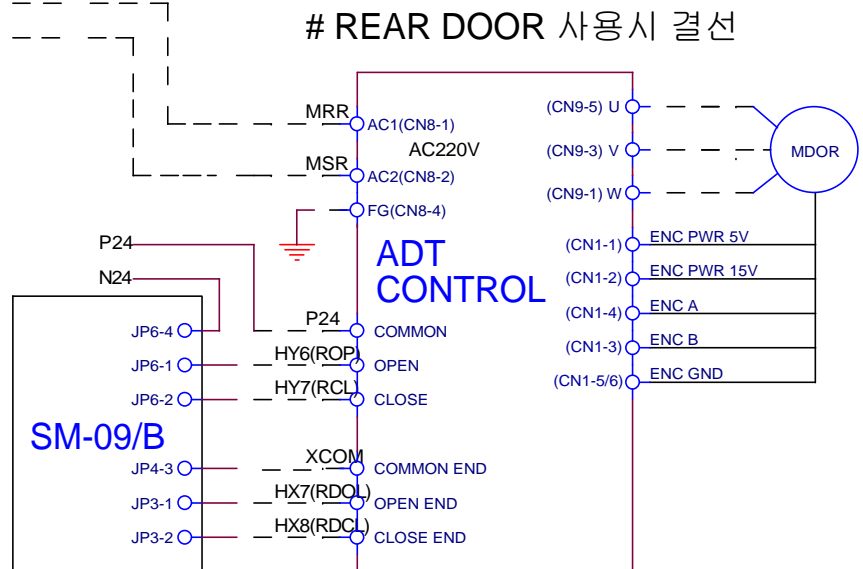 # REAR DOOR 사용시 결선
MRR
AC1(CN8-1)
AC220V
MSR
AC2(CN8-2)
FG(CN8-4)
(CN9-5) U
(CN9-3) V
(CN9-1) W
MDOR
P24
N24
ADT
CONTROL
(CN1-1)
ENC PWR 5V
(CN1-2)
ENC PWR 15V
(CN1-4)
ENC A
(CN1-3)
ENC B
(CN1-5/6)
ENC GND
JP6-4
P24
COMMON
JP6-1
HY6(ROP)
OPEN
JP6-2
HY7(RCL)
CLOSE
SM-09/B
JP4-3
XCOM
COMMON END
JP3-1
HX7(RDOL)
OPEN END
JP3-2
HX8(RDCL)
CLOSE END